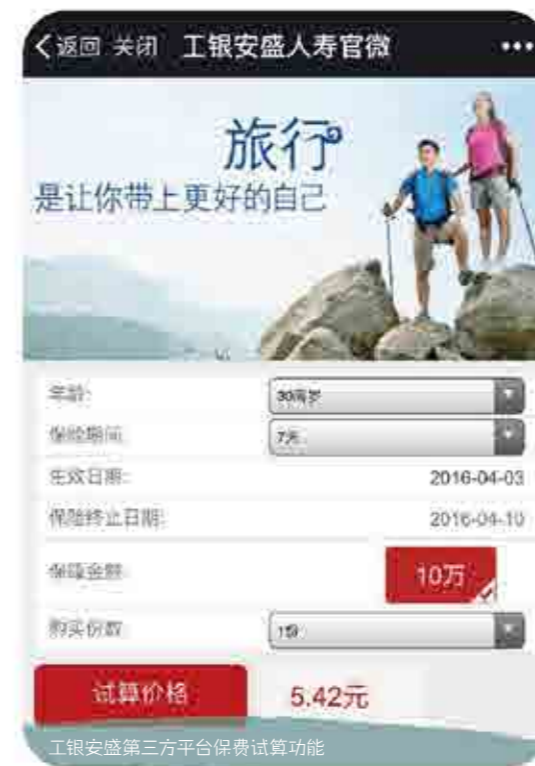 返回 关闭 工银安盛人寿官微
旅行
是让你带上更好的自己
年龄: 30周岁
保险期间: 7天
生效日期: 2016-04-03
保险终止日期: 2016-04-10
保障金额: 10万
购买份数: 1份
试算价格 5.42元
工银安盛第三方平台保费试算功能